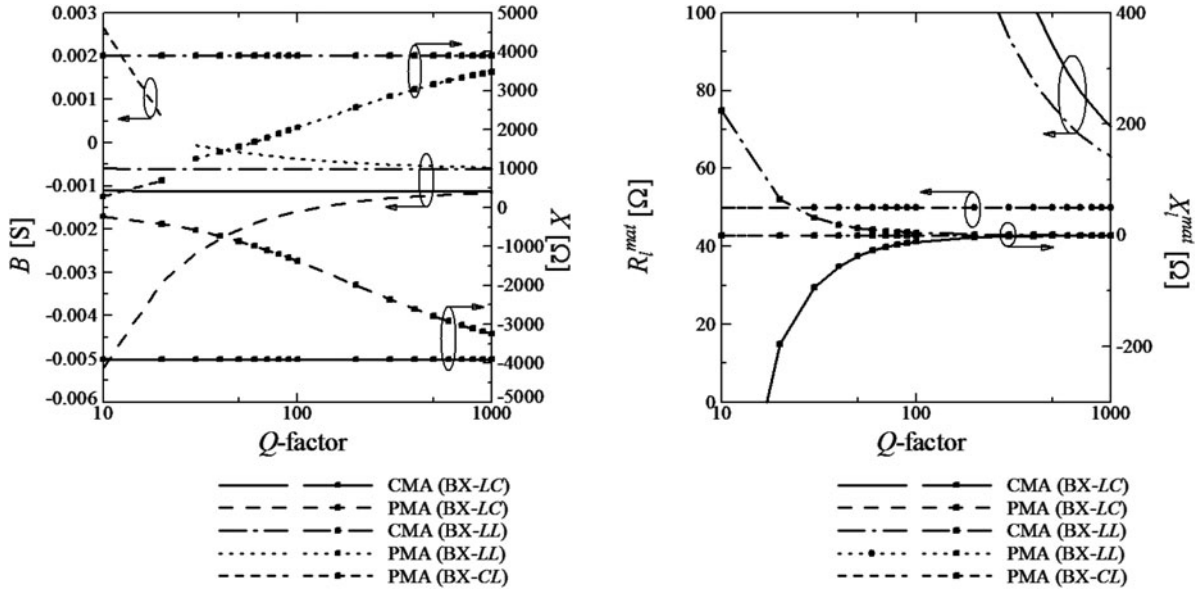 0.003
0.002
0.001
0
-0.001
-0.002
-0.003
-0.004
-0.005
-0.006
B [S]
5000
4000
3000
2000
1000
0
-1000
-2000
-3000
-4000
-5000
X [Ω]
10
100
1000
Q-factor
CMA (BX-LC)
PMA (BX-LC)
CMA (BX-LL)
PMA (BX-LL)
PMA (BX-CL)
100
80
60
40
20
0
R_l^mat [Ω]
400
200
0
-200
X_l^mat [Ω]
10
100
1000
Q-factor
CMA (BX-LC)
PMA (BX-LC)
CMA (BX-LL)
PMA (BX-LL)
PMA (BX-CL)